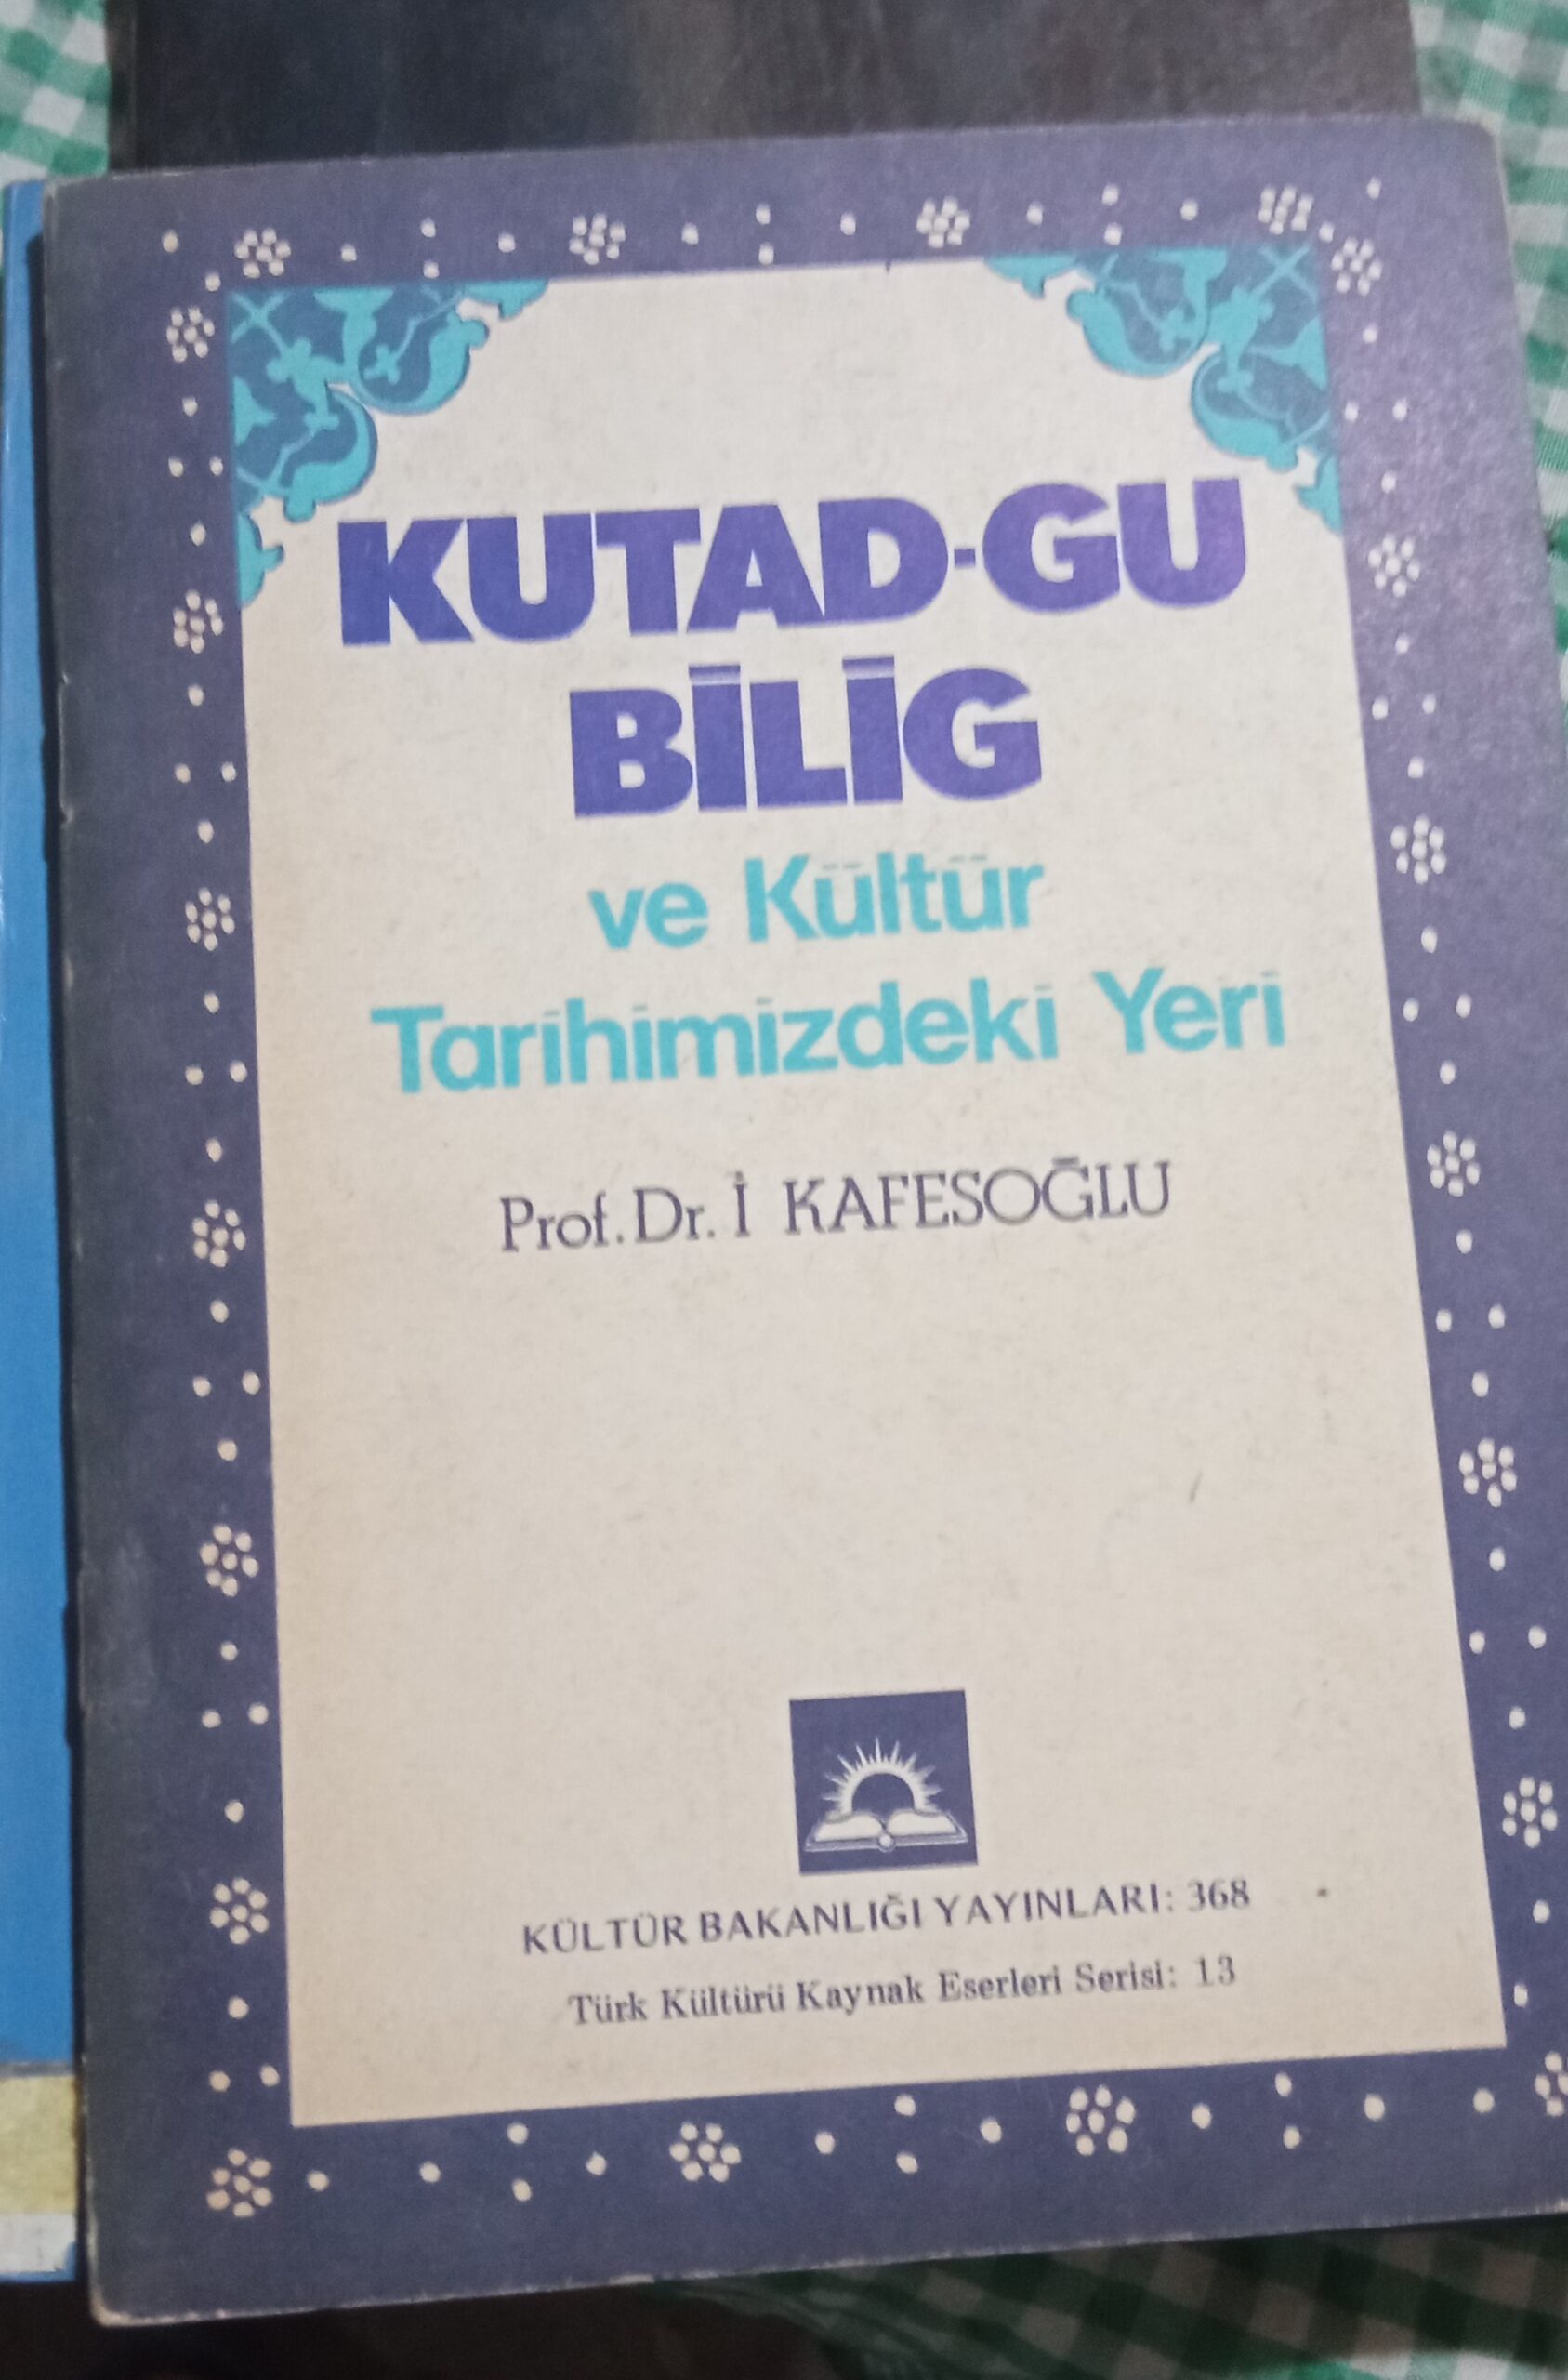 KUTAD-GU
BİLİG
ve Kültür
Tarihimizdeki Yeri
Prof. Dr. İ KAFESOĞLU
KÜLTÜR BAKANLIĞI YAYINLARI: 368
Türk Kültürü Kaynak Eserleri Serisi: 13